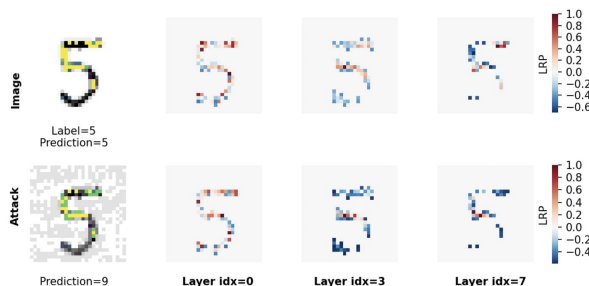 Image
Label=5
Prediction=5
1.0
0.8
0.6
0.4
0.2
0.0
−0.2
−0.4
−0.6
LRP
Attack
Prediction=9
Layer idx=0
Layer idx=3
Layer idx=7
1.0
0.8
0.6
0.4
0.2
0.0
−0.2
−0.4
LRP